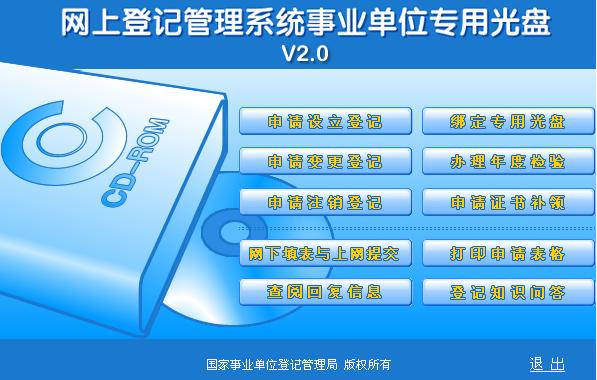 网上登记管理系统事业单位专用光盘
V2.0
CD-ROM
申请设立登记
绑定专用光盘
申请变更登记
办理年度检验
申请注销登记
申请证书补领
网下填表与上网提交
打印申请表格
查阅回复信息
登记知识问答
国家事业单位登记管理局 版权所有
退 出